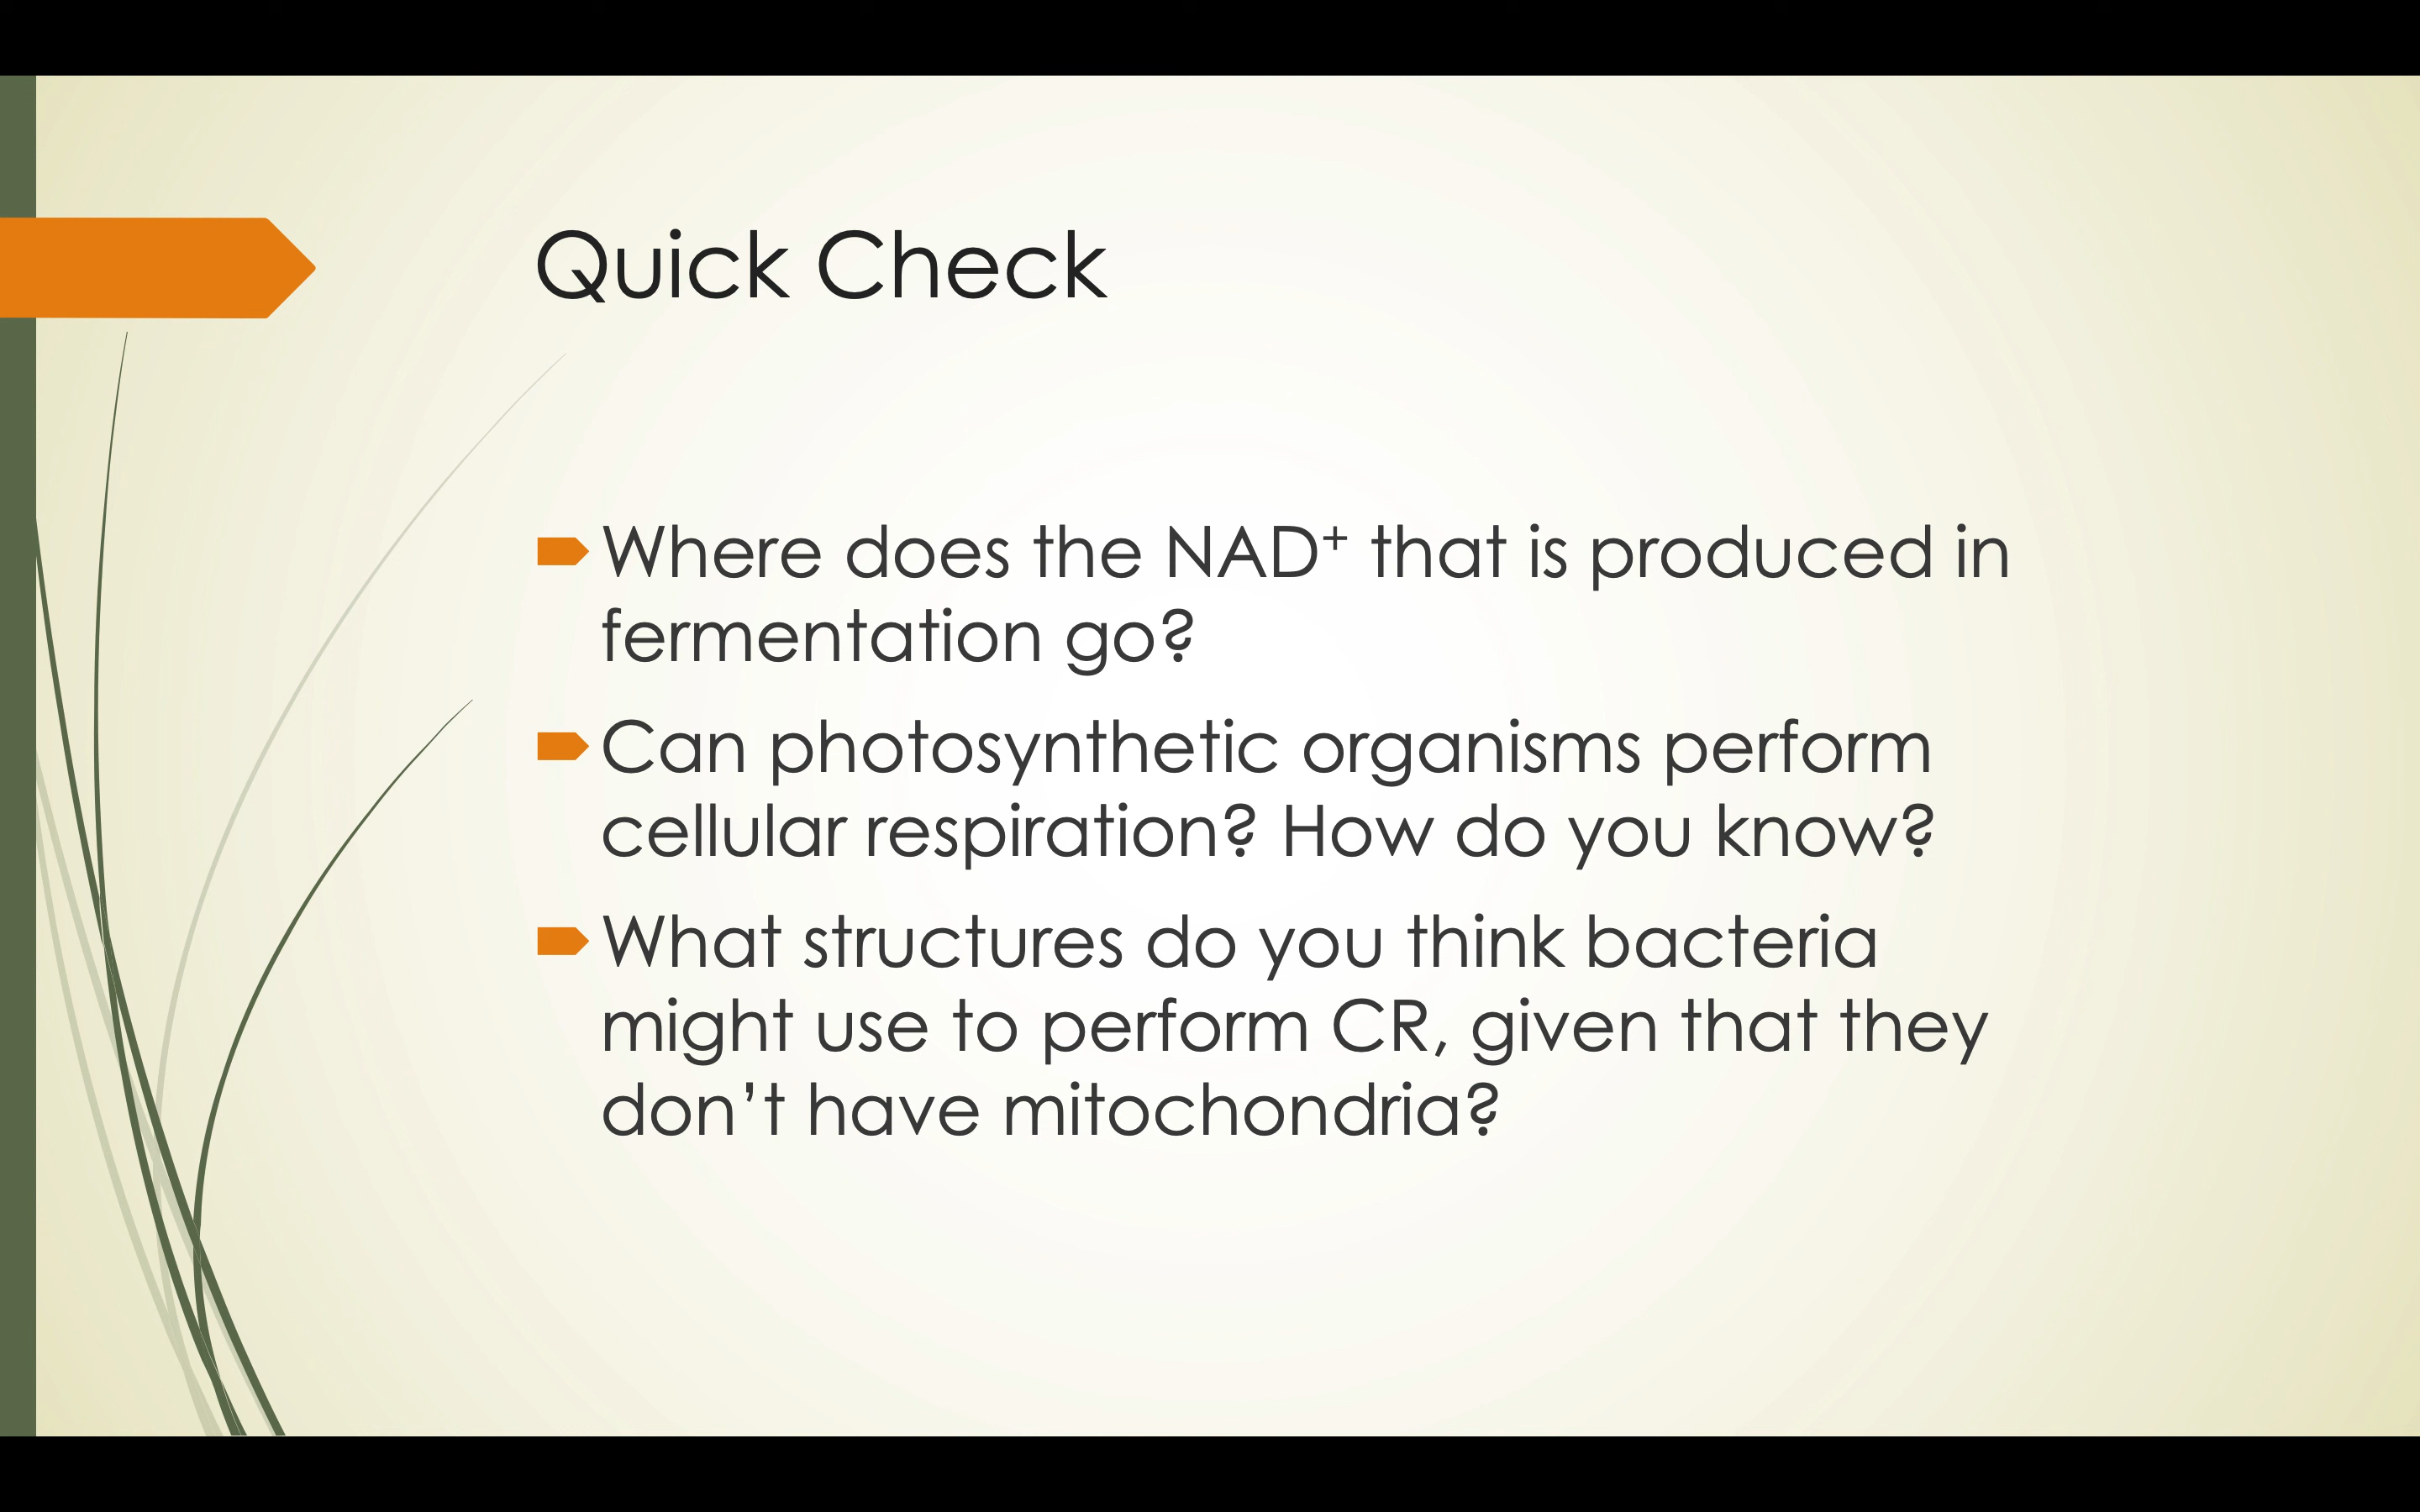 Quick Check
Where does the NAD⁺ that is produced in
fermentation go?
Can photosynthetic organisms perform
cellular respiration? How do you know?
What structures do you think bacteria
might use to perform CR, given that they
don’t have mitochondria?